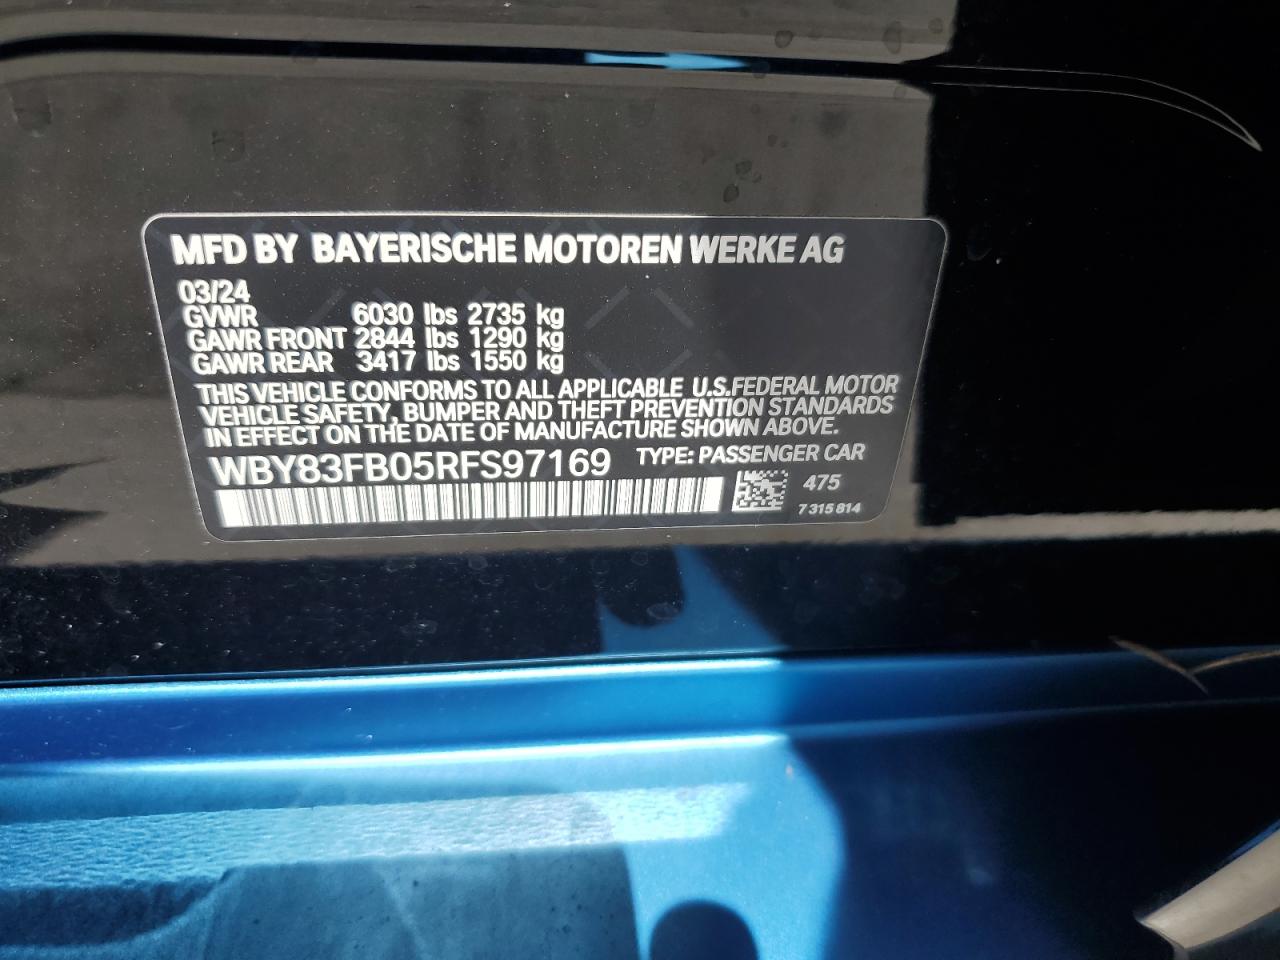 MFD BY BAYERISCHE MOTOREN WERKE AG
03/24
GVWR 6030 lbs 2735 kg
GAWR FRONT 2844 lbs 1290 kg
GAWR REAR 3417 lbs 1550 kg
THIS VEHICLE CONFORMS TO ALL APPLICABLE U.S.FEDERAL MOTOR
VEHICLE SAFETY, BUMPER AND THEFT PREVENTION STANDARDS
IN EFFECT ON THE DATE OF MANUFACTURE SHOWN ABOVE.
WBY83FB05RFS97169 TYPE: PASSENGER CAR
475
7 315 814